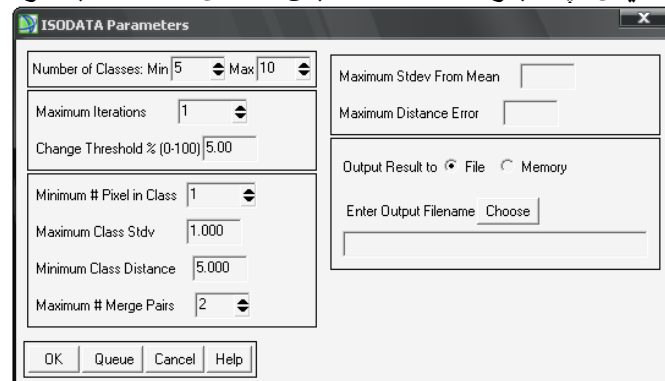 ISODATA Parameters
Number of Classes: Min 5 Max 10
Maximum Iterations 1
Change Threshold % (0-100) 5.00
Minimum # Pixel in Class 1
Maximum Class Stdv 1.000
Minimum Class Distance 5.000
Maximum # Merge Pairs 2
Maximum Stdev From Mean
Maximum Distance Error
Output Result to File Memory
Enter Output Filename Choose
OK Queue Cancel Help